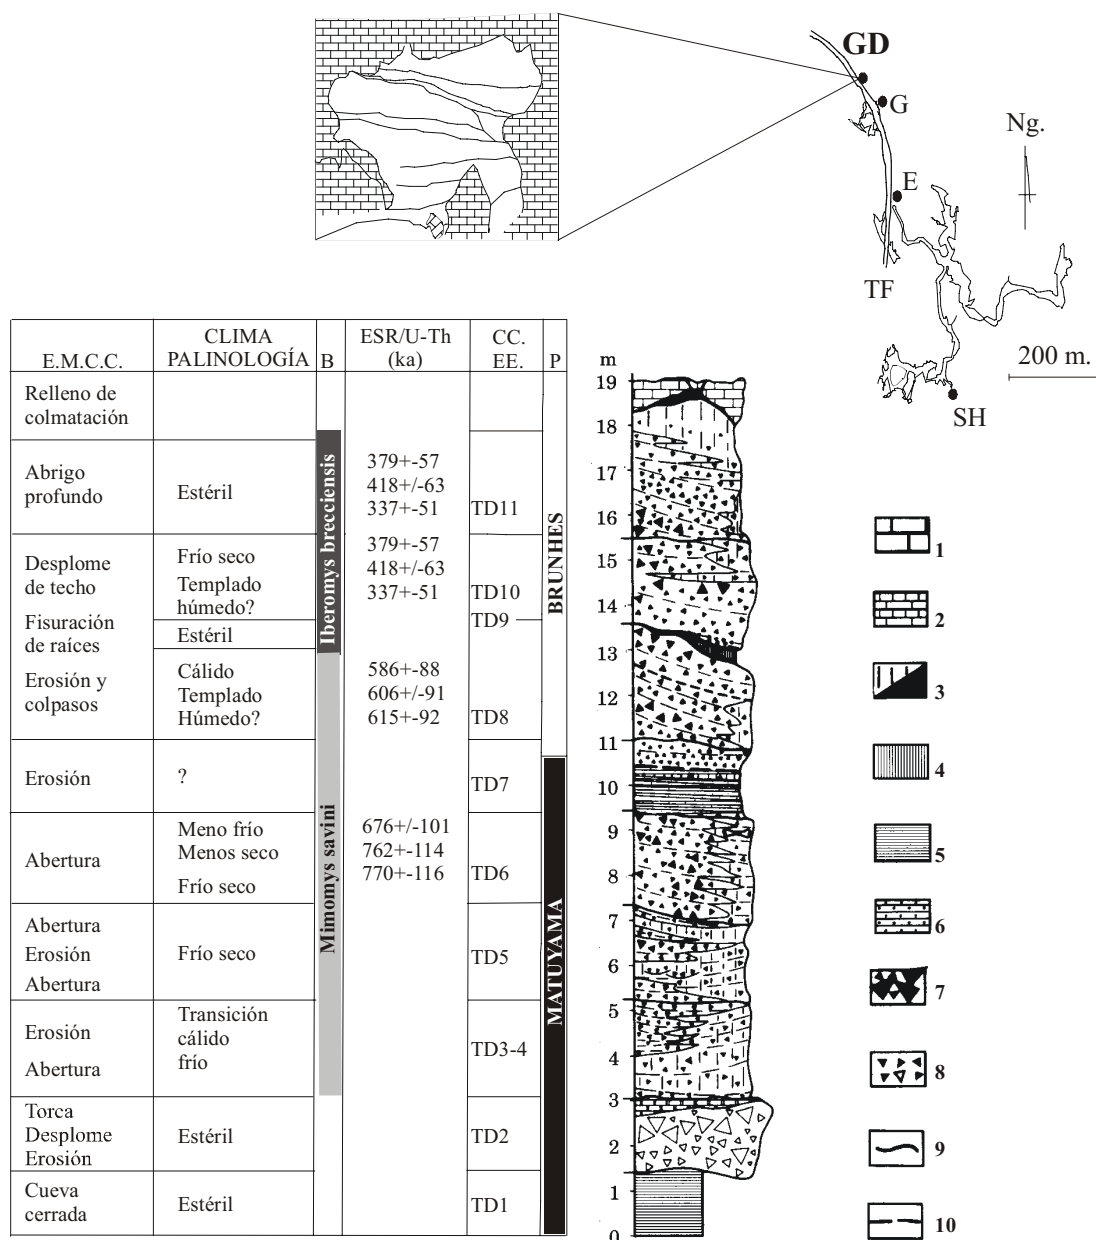 GD
G
Ng.
E
TF
200 m.
SH
E.M.C.C.
CLIMA
PALINOLOGÍA
B
ESR/U-Th
(ka)
CC.
EE.
P
Relleno de
colmatación
Abrigo
profundo
Estéril
379+-57
418+/-63
337+-51
TD11
Desplome
de techo
Fisuración
de raíces
Erosión y
colpasos
Frío seco
Templado
húmedo?
379+-57
418+/-63
337+-51
TD10
TD9
Estéril
Cálido
Templado
Húmedo?
586+-88
606+/-91
615+-92
TD8
Erosión
?
TD7
Abertura
Meno frío
Menos seco
Frío seco
676+/-101
762+-114
770+-116
TD6
Abertura
Erosión
Abertura
Frío seco
TD5
Erosión
Abertura
Transición
cálido
frío
TD3-4
Torca
Desplome
Erosión
Estéril
TD2
Cueva
cerrada
Estéril
TD1
Iberomys brecciensis
Mimomys savini
BRUNHES
MATUYAMA
m
19
18
17
16
15
14
13
12
11
10
9
8
7
6
5
4
3
2
1
0
1
2
3
4
5
6
7
8
9
10